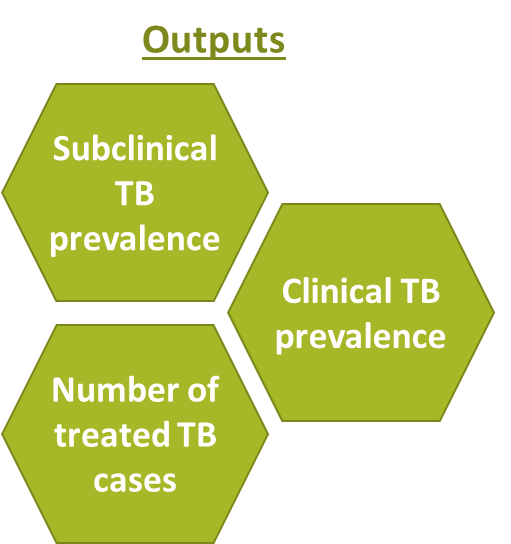 Outputs
Subclinical
TB
prevalence
Clinical TB
prevalence
Number of
treated TB
cases